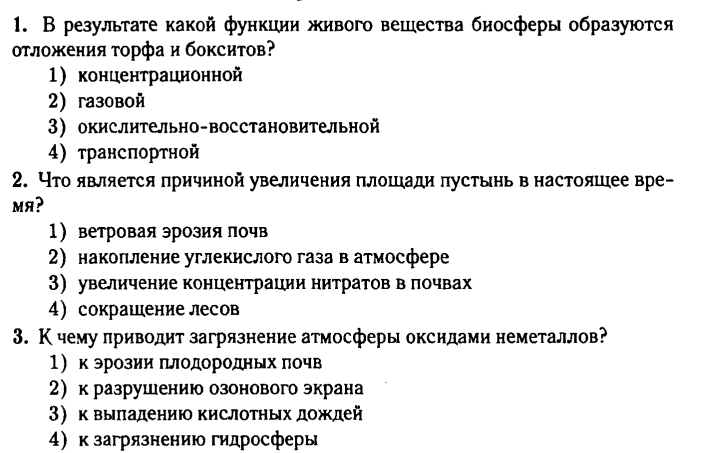 1. В результате какой функции живого вещества биосферы образуются
отложения торфа и бокситов?
1) концентрационной
2) газовой
3) окислительно-восстановительной
4) транспортной
2. Что является причиной увеличения площади пустынь в настоящее вре-
мя?
1) ветровая эрозия почв
2) накопление углекислого газа в атмосфере
3) увеличение концентрации нитратов в почвах
4) сокращение лесов
3. К чему приводит загрязнение атмосферы оксидами неметаллов?
1) к эрозии плодородных почв
2) к разрушению озонового экрана
3) к выпадению кислотных дождей
4) к загрязнению гидросферы